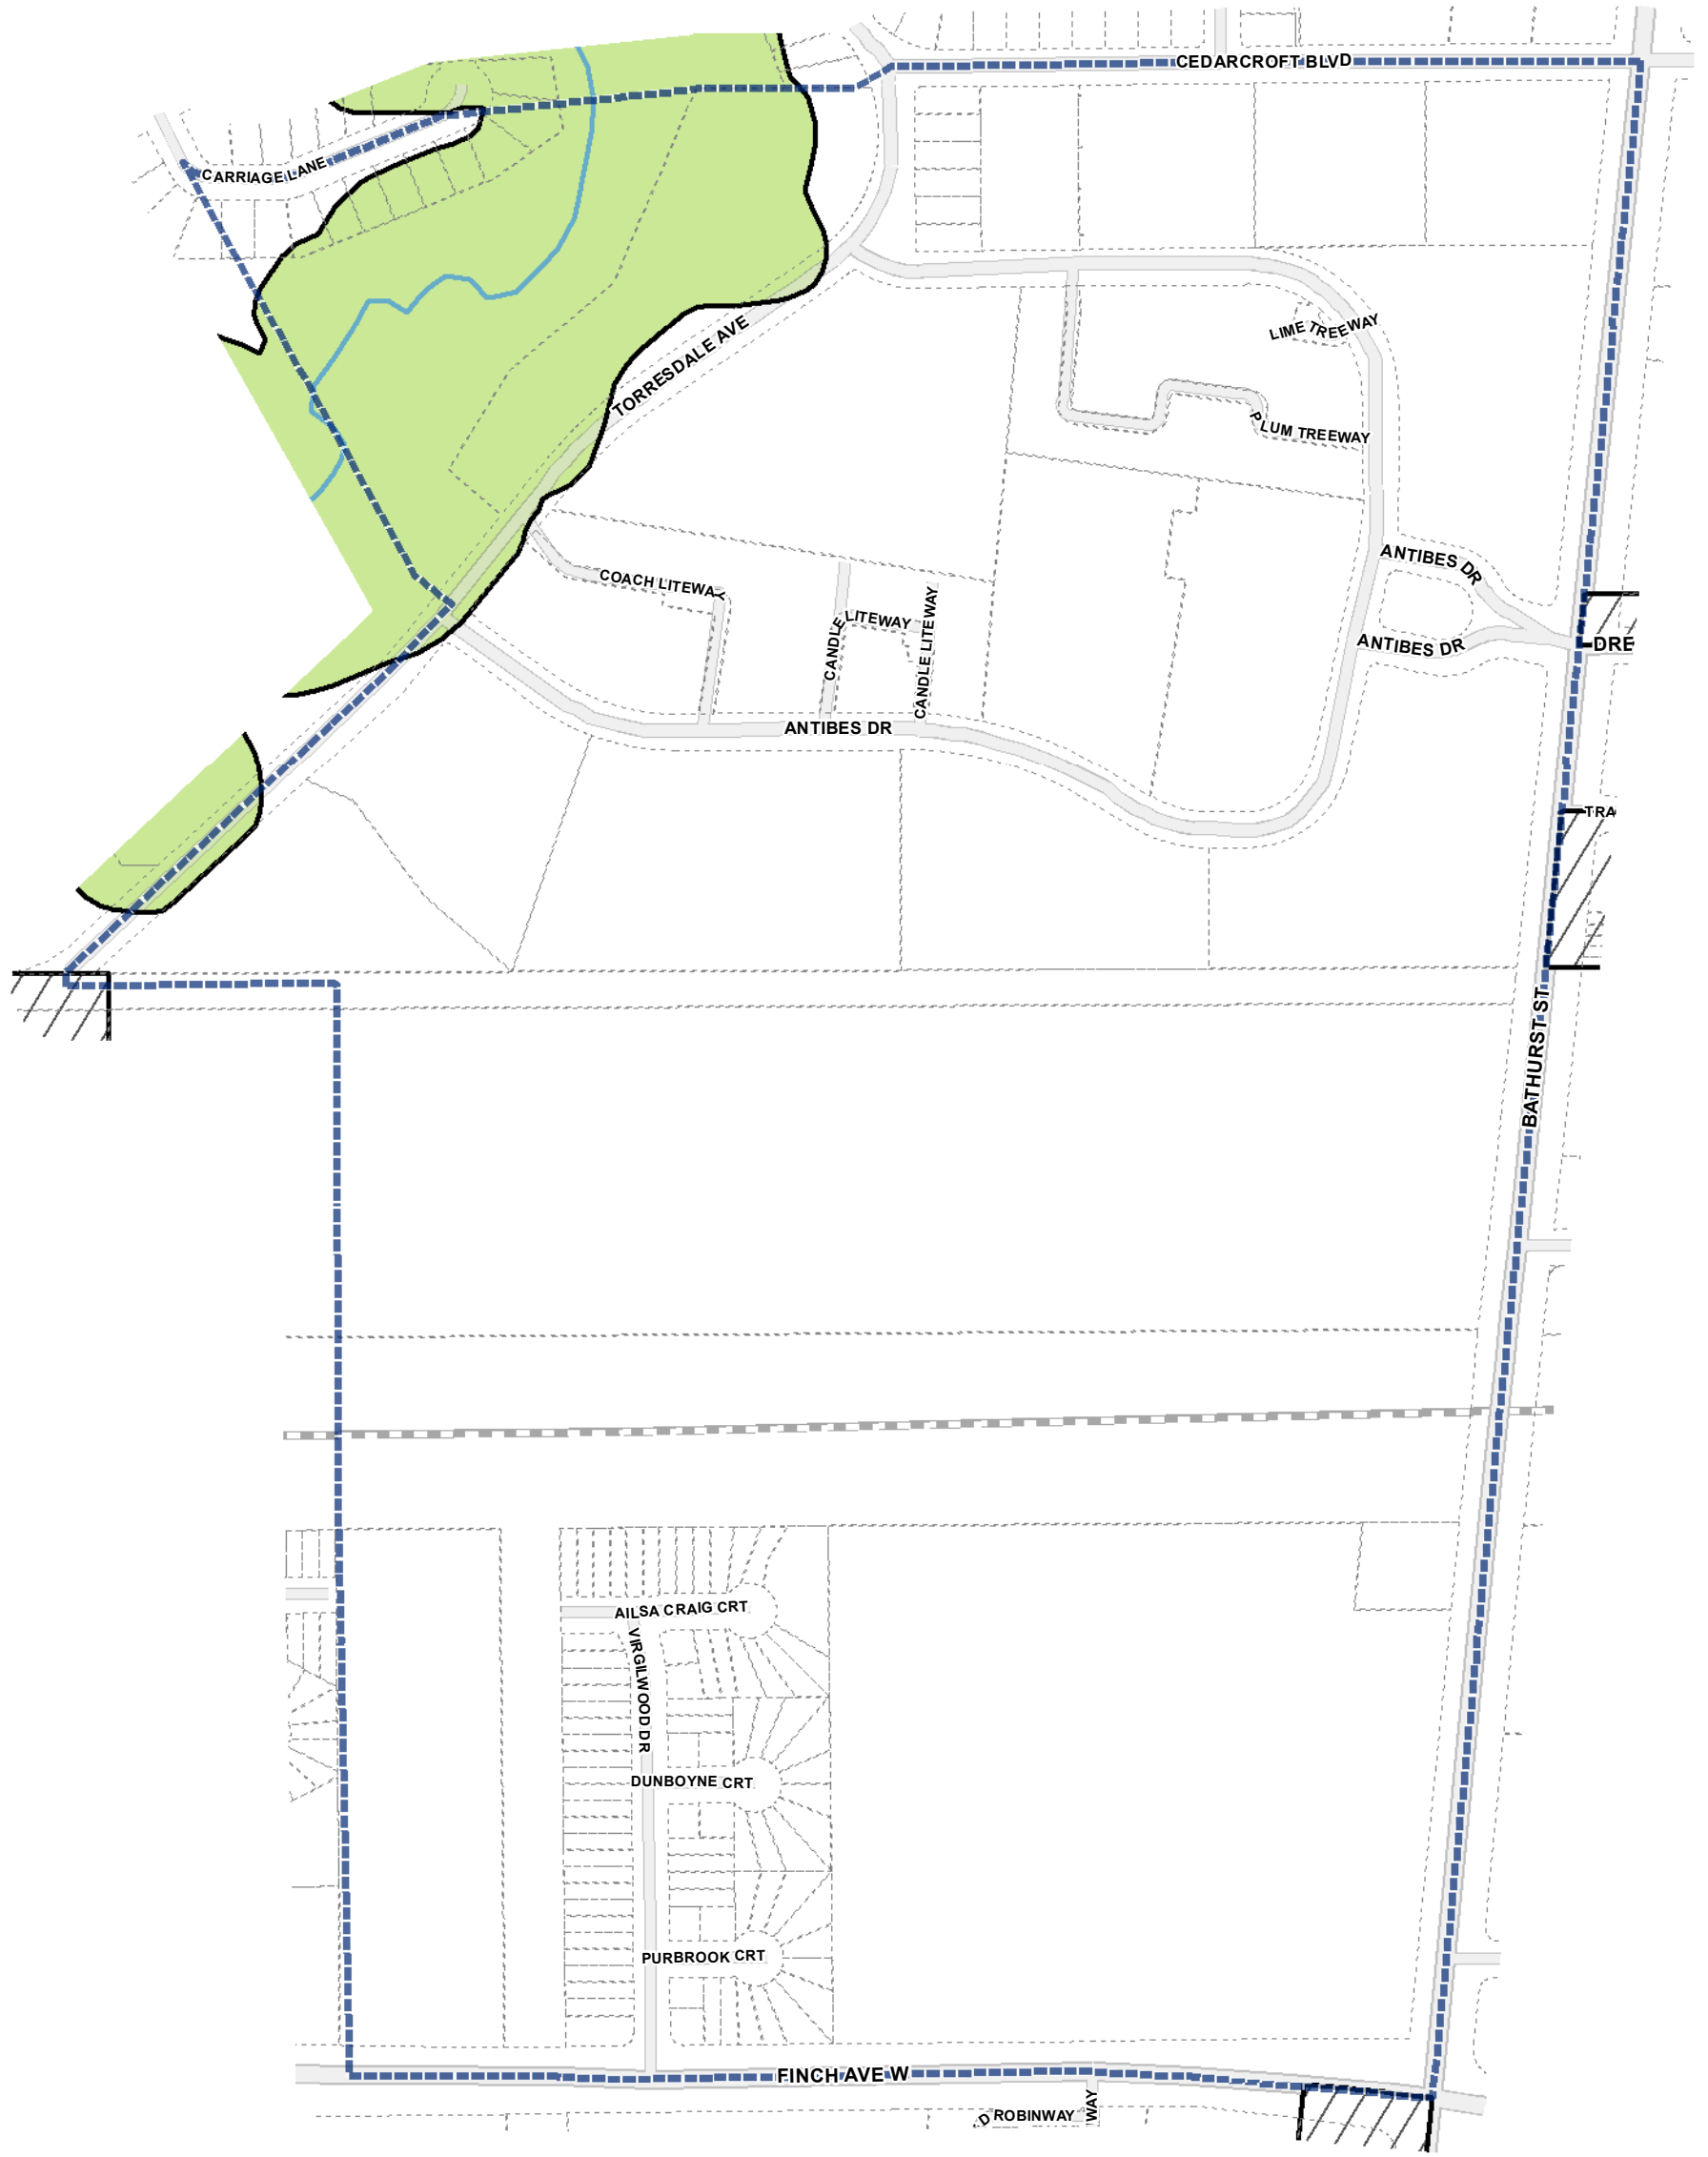 CEDARCROFT BLVD
CARRIAGE LANE
LIME TREEWAY
TORRESDALE AVE
PLUM TREEWAY
ANTIBES DR
COACH LITEWAY
CANDLE LITEWAY
CANDLE LITEWAY
ANTIBES DR
DRE
ANTIBES DR
TRA
BATHURST ST
AILSA CRAIG CRT
VIRGILWOOD DR
DUNBOYNE CRT
PURBROOK CRT
FINCH AVE W
D ROBINWAY
WAY